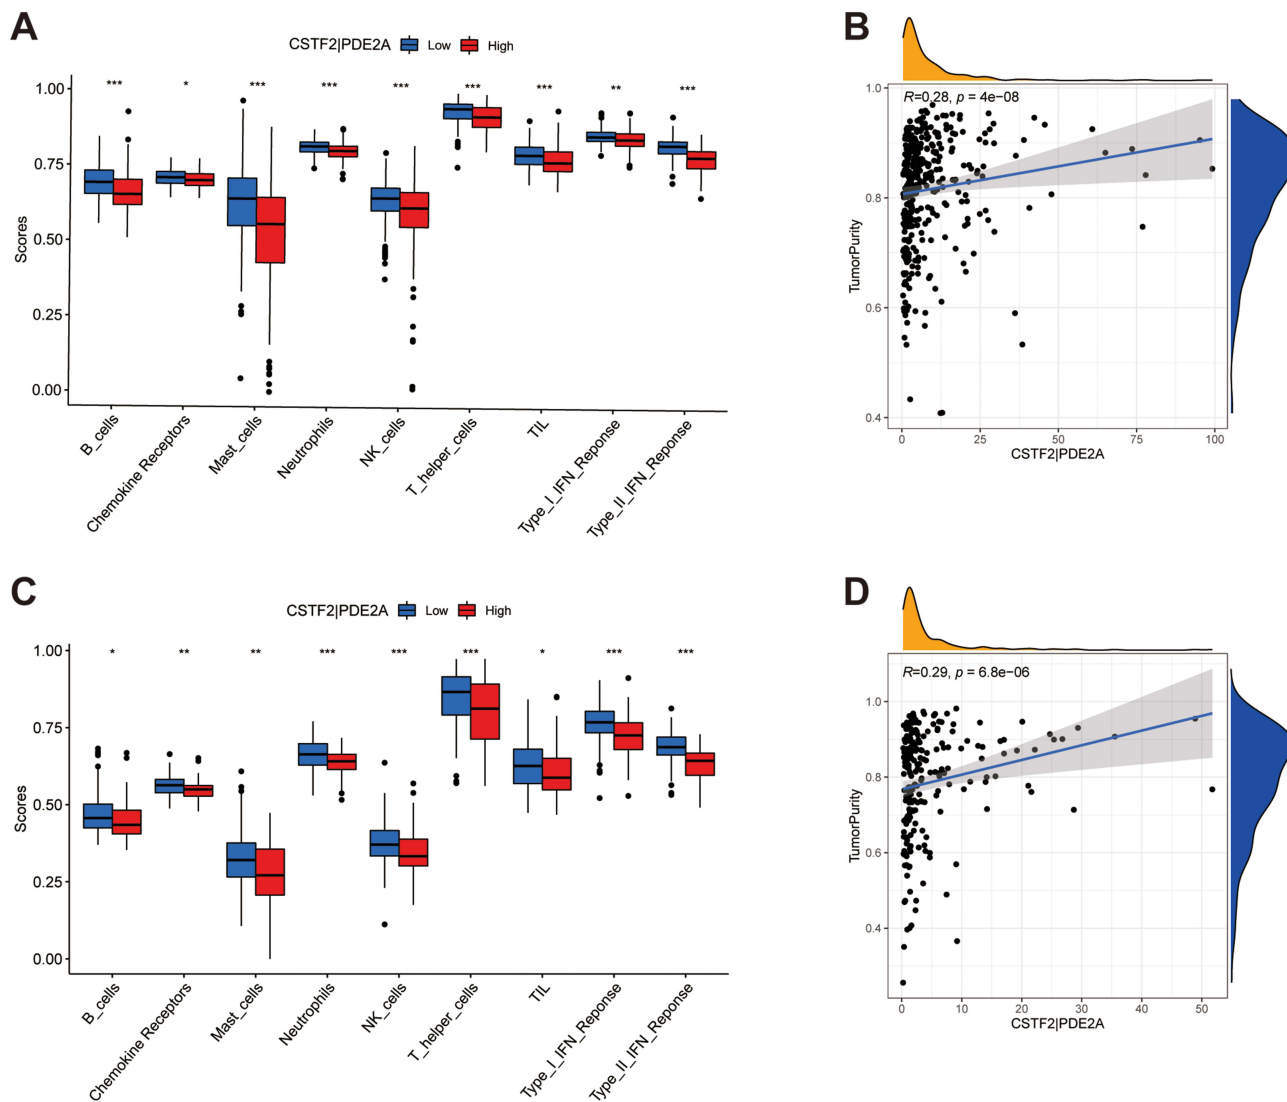 A
CSTF2|PDE2A Low High
*** * *** *** *** *** *** ** ***
1.00
0.75
0.50
0.25
0.00
Scores
B_cells
Chemokine Receptors
Mast_cells
Neutrophils
NK_cells
T_helper_cells
TIL
Type_I_IFN_Reponse
Type_II_IFN_Reponse
B
R=0.28, p = 4e-08
1.0
0.8
0.6
0.4
TumorPurity
0 25 50 75 100
CSTF2|PDE2A
C
CSTF2|PDE2A Low High
* ** ** *** *** *** * *** ***
1.00
0.75
0.50
0.25
0.00
Scores
B_cells
Chemokine Receptors
Mast_cells
Neutrophils
NK_cells
T_helper_cells
TIL
Type_I_IFN_Reponse
Type_II_IFN_Reponse
D
R=0.29, p = 6.8e-06
1.0
0.8
0.6
0.4
TumorPurity
0 10 20 30 40 50
CSTF2|PDE2A